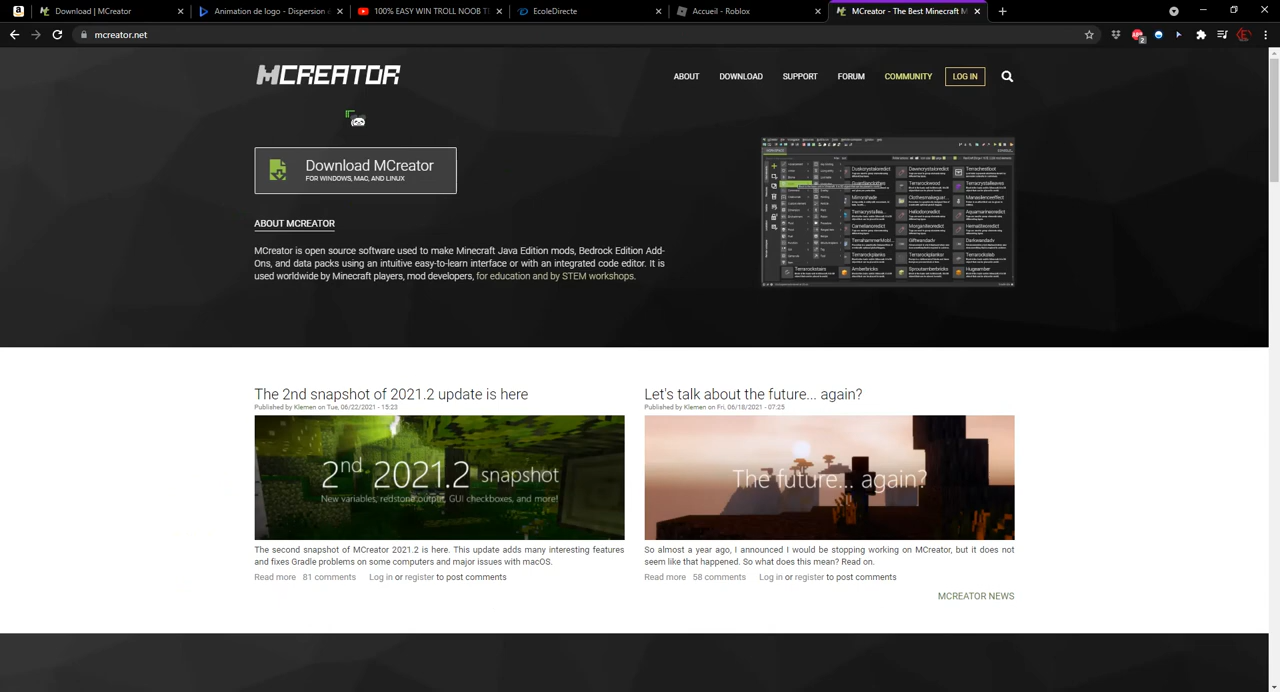 Download | MCreator
Animation de logo - Dispersion
100% EASY WIN TROLL NOOB T
EcoleDirecte
Accueil - Roblox
MCreator - The Best Minecraft M
mcreator.net
2
MCREATOR
ABOUT
DOWNLOAD
SUPPORT
FORUM
COMMUNITY
LOG IN
Download MCreator
FOR WINDOWS, MAC, AND LINUX
ABOUT MCREATOR
MCreator is open source software used to make Minecraft Java Edition mods, Bedrock Edition Add-
Ons, and data packs using an intuitive easy-to-learn interface or with an integrated code editor. It is
used worldwide by Minecraft players, mod developers, for education and by STEM workshops.
The 2nd snapshot of 2021.2 update is here
Published by Klemen on Tue, 06/22/2021 - 15:23
2nd 2021.2 snapshot
New variables, redstone output, GUI checkboxes, and more!
The second snapshot of MCreator 2021.2 is here. This update adds many interesting features
and fixes Gradle problems on some computers and major issues with macOS.
Read more 81 comments Log in or register to post comments
Let's talk about the future... again?
Published by Klemen on Fri, 06/18/2021 - 07:25
The future... again?
So almost a year ago, I announced I would be stopping working on MCreator, but it does not
seem like that happened. So what does this mean? Read on.
Read more 58 comments Log in or register to post comments
MCREATOR NEWS